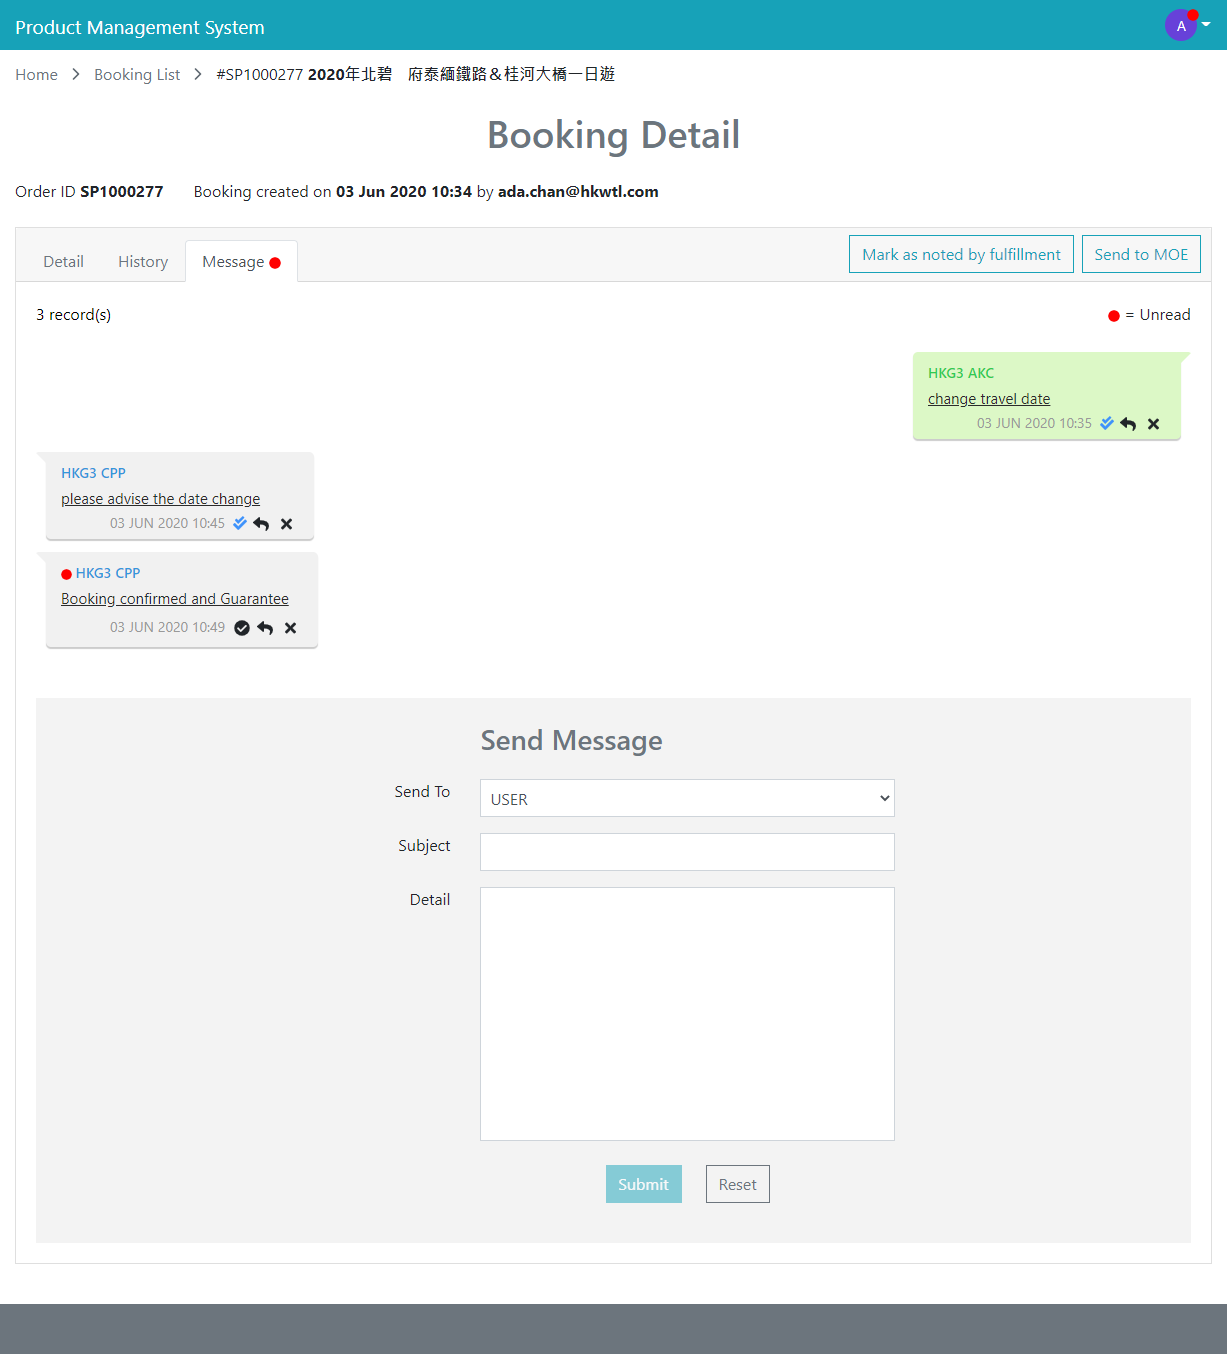 Product Management System
A
Home > Booking List > #SP1000277 2020年北碧　府泰緬鐵路＆桂河大橋一日遊
Booking Detail
Order ID SP1000277 Booking created on 03 Jun 2020 10:34 by ada.chan@hkwtl.com
Detail History Message Mark as noted by fulfillment Send to MOE
3 record(s) = Unread
HKG3 AKC
change travel date
03 JUN 2020 10:35
HKG3 CPP
please advise the date change
03 JUN 2020 10:45
HKG3 CPP
Booking confirmed and Guarantee
03 JUN 2020 10:49
Send Message
Send To USER
Subject
Detail
Submit Reset